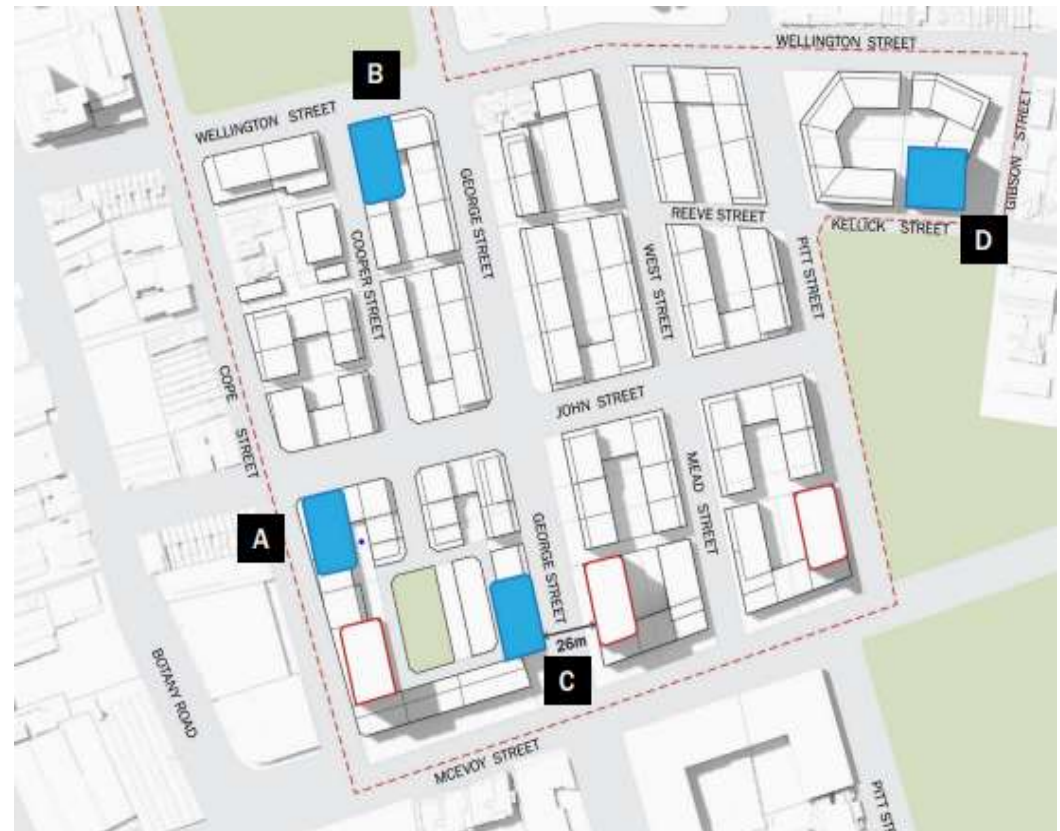 WELLINGTON STREET
B
WELLINGTON STREET
GEORGE STREET
GIBSON STREET
REEVE STREET
KELLICK STREET
D
COOPER STREET
WEST STREET
PITT STREET
COPE STREET
JOHN STREET
MEAD STREET
A
GEORGE STREET
26m
C
BOTANY ROAD
MCEVOY STREET
PITT ST